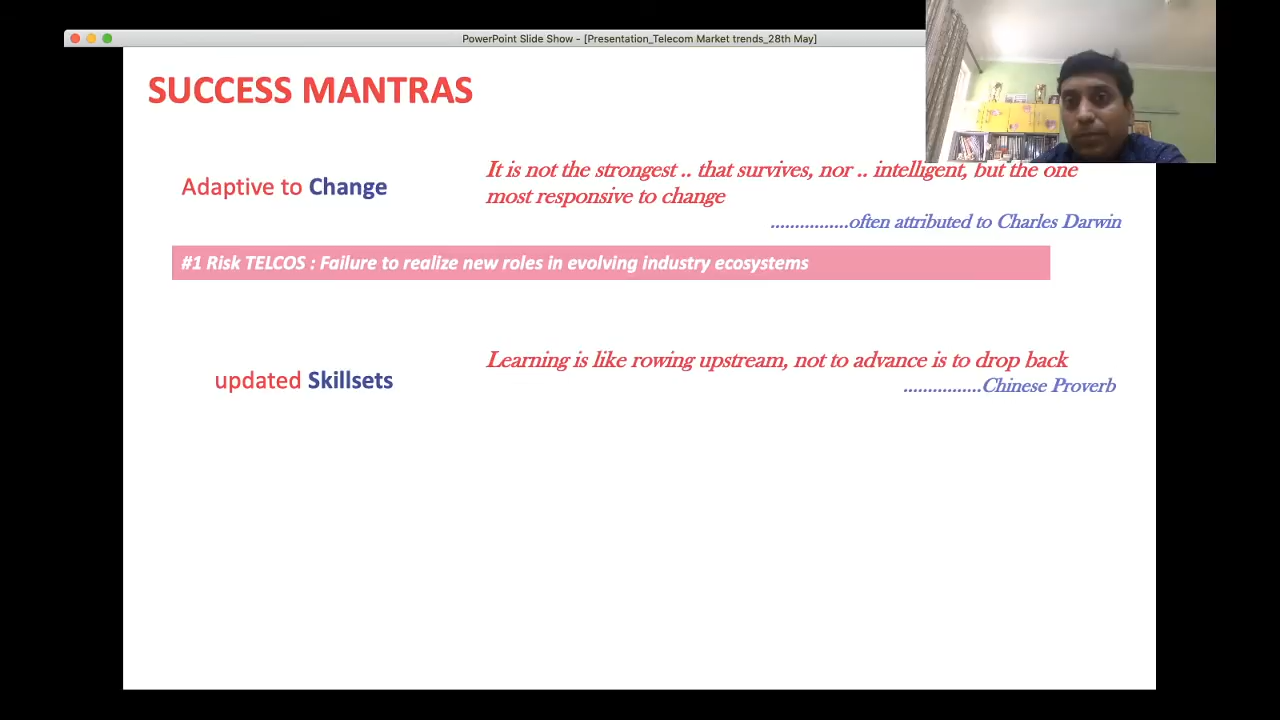 PowerPoint Slide Show - [Presentation_Telecom Market trends_28th May]
SUCCESS MANTRAS
Adaptive to Change
It is not the strongest .. that survives, nor .. intelligent, but the one
most responsive to change
................often attributed to Charles Darwin
#1 Risk TELCOS : Failure to realize new roles in evolving industry ecosystems
updated Skillsets
Learning is like rowing upstream, not to advance is to drop back
................Chinese Proverb